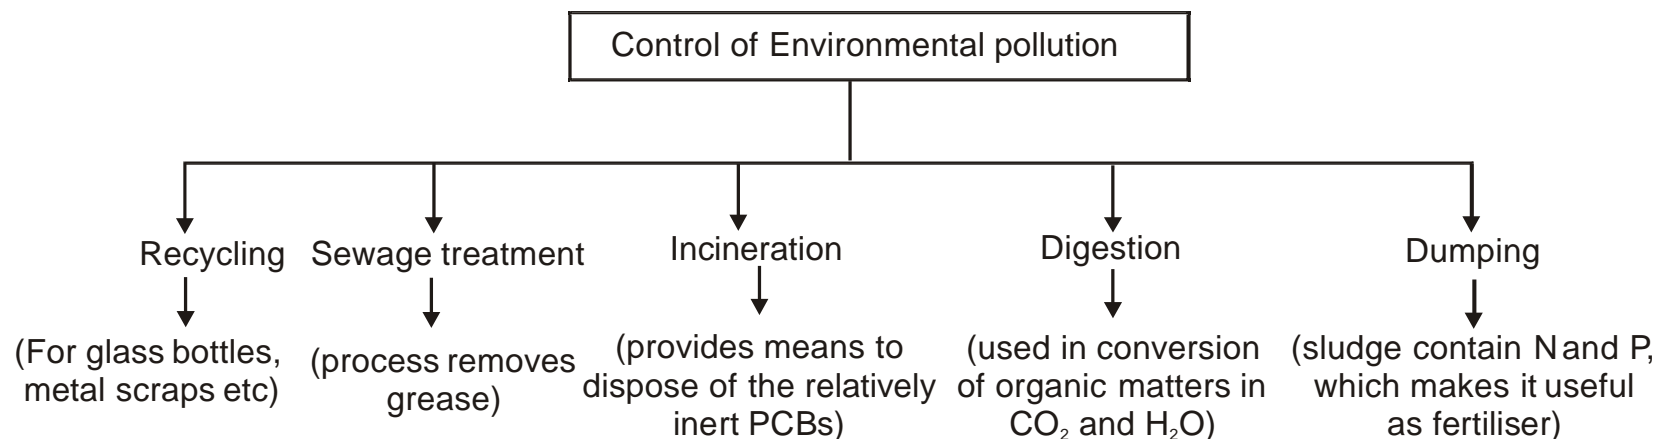 Control of Environmental pollution
Recycling
Sewage treatment
Incineration
Digestion
Dumping
(For glass bottles,
metal scraps etc)
(process removes
grease)
(provides means to
dispose of the relatively
inert PCBs)
(used in conversion
of organic matters in
CO₂ and H₂O)
(sludge contain N and P,
which makes it useful
as fertiliser)